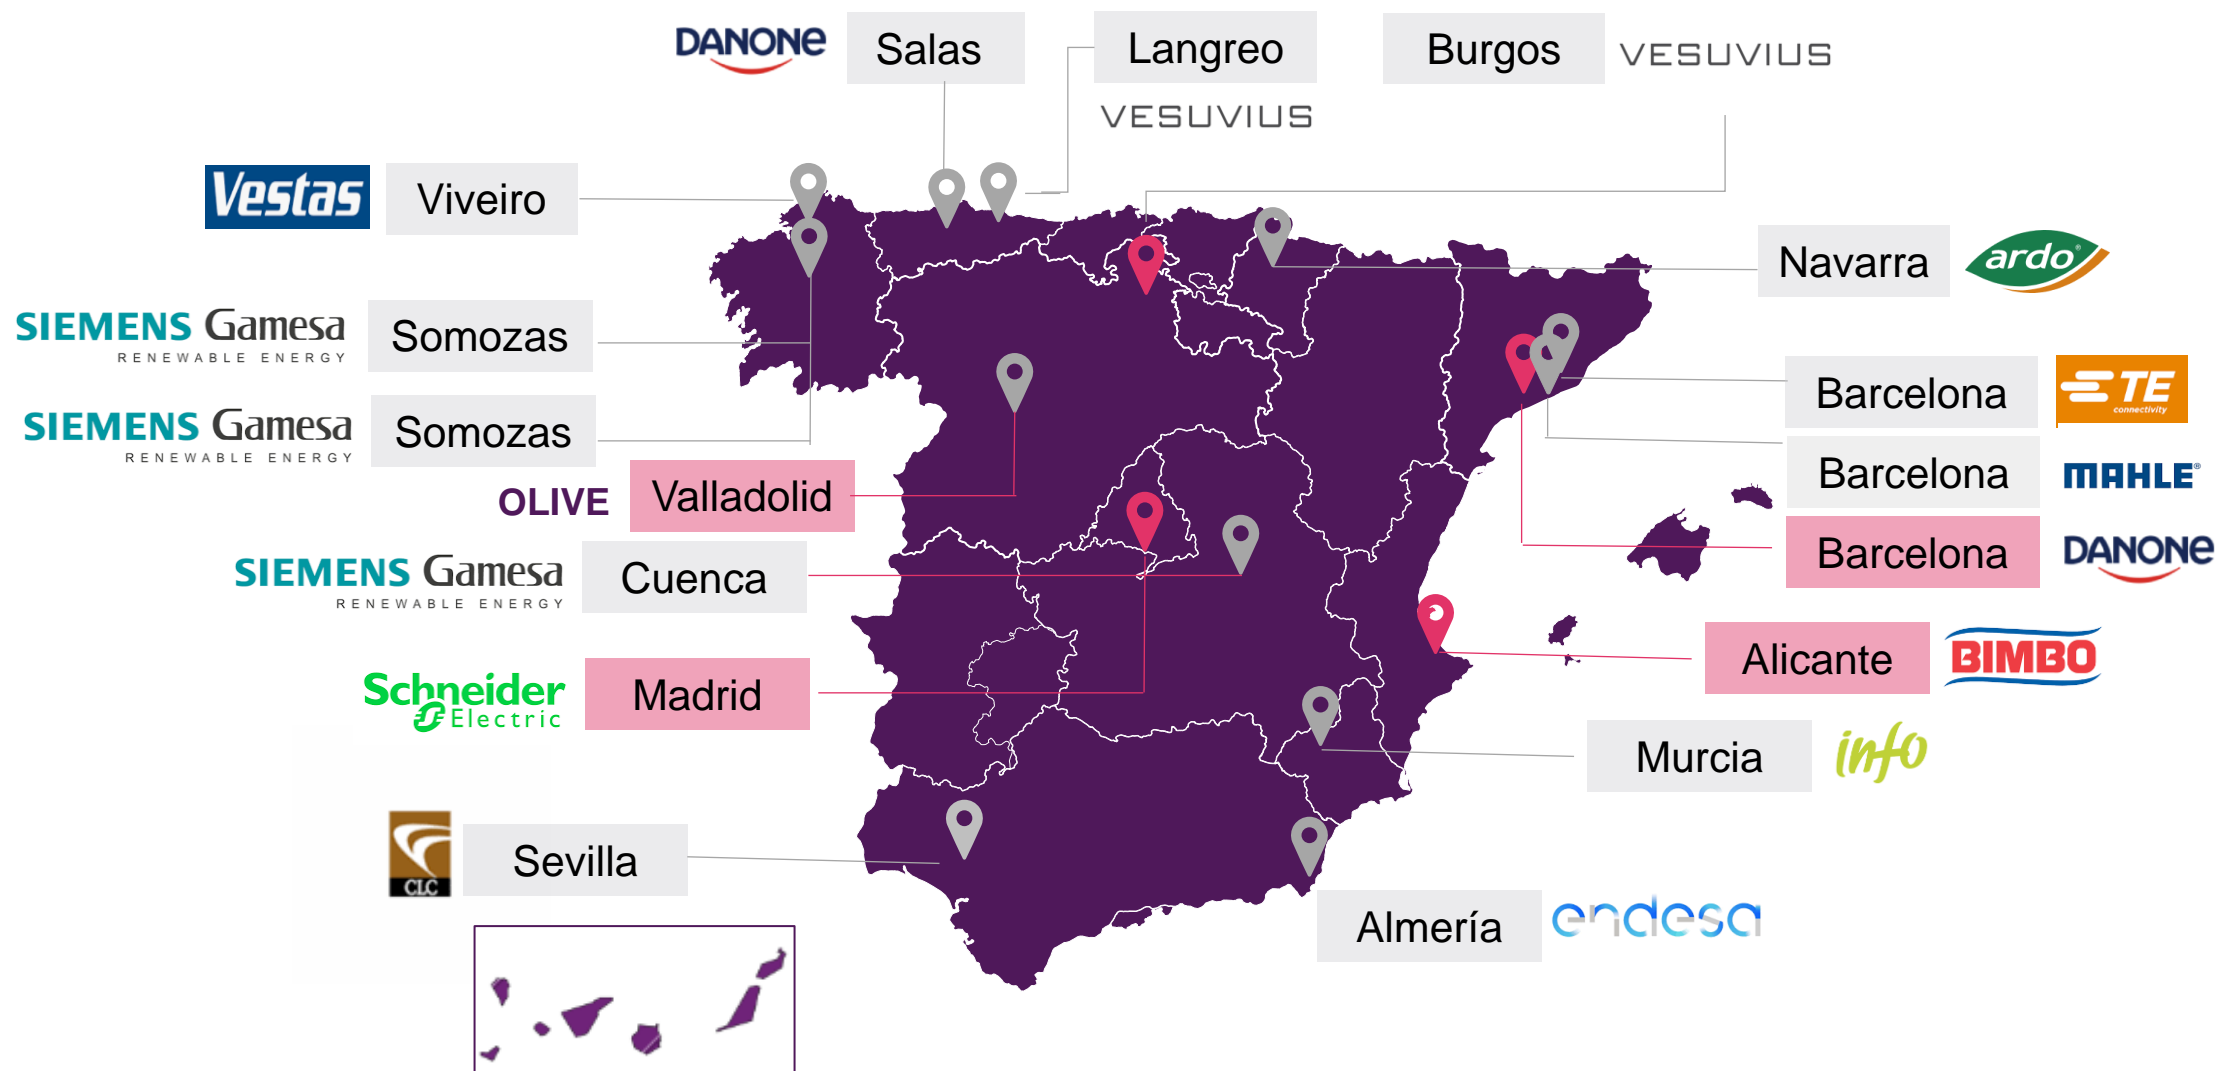 DANONE
Salas
Langreo
VESUVIUS
Burgos
VESUVIUS
Vestas
Viveiro
Navarra
ardo®
SIEMENS Gamesa
RENEWABLE ENERGY
Somozas
Barcelona
TE
connectivity
SIEMENS Gamesa
RENEWABLE ENERGY
Somozas
Barcelona
MAHLE®
OLIVE
Valladolid
Barcelona
DANONE
SIEMENS Gamesa
RENEWABLE ENERGY
Cuenca
Alicante
BIMBO
Schneider
Electric
Madrid
Murcia
info
CLC
Sevilla
Almería
endesa